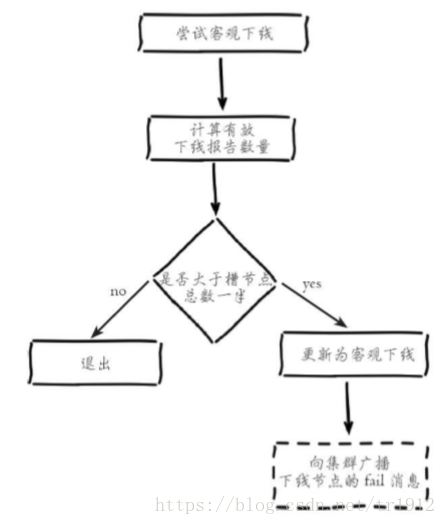 尝试客观下线
计算有效
下线报告数量
是否大于槽节点
总数一半
no
yes
退出
更新为客观下线
向集群广播
下线节点的 fail 消息
https://blog.csdn.net/tr1912